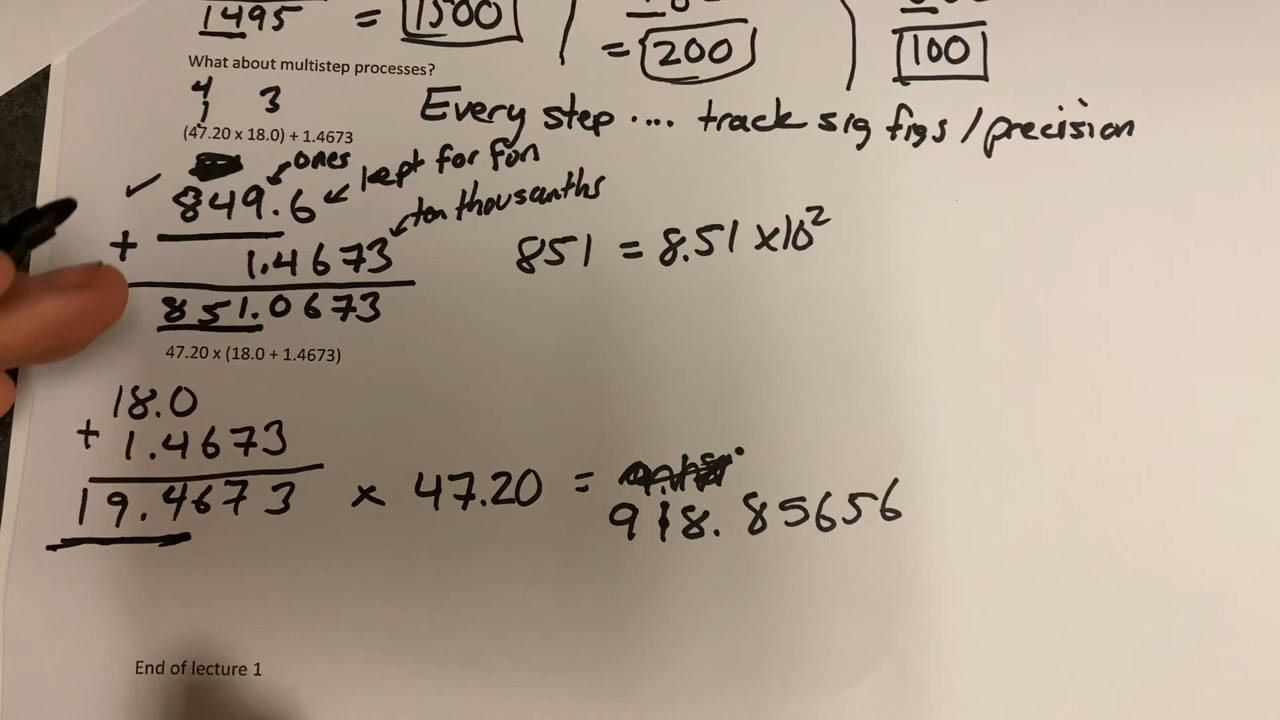 1495 = 1500
= 200
100
What about multistep processes?
4 3
Every step .... track sig figs / precision
(47.20 x 18.0) + 1.4673
ones
✓ 849.6 kept for fun
ten thousanths
+ 1.4673
851 = 8.51 x 10²
851.0673
47.20 x (18.0 + 1.4673)
18.0
+ 1.4673
19.4673 x 47.20 =
918.85656
End of lecture 1